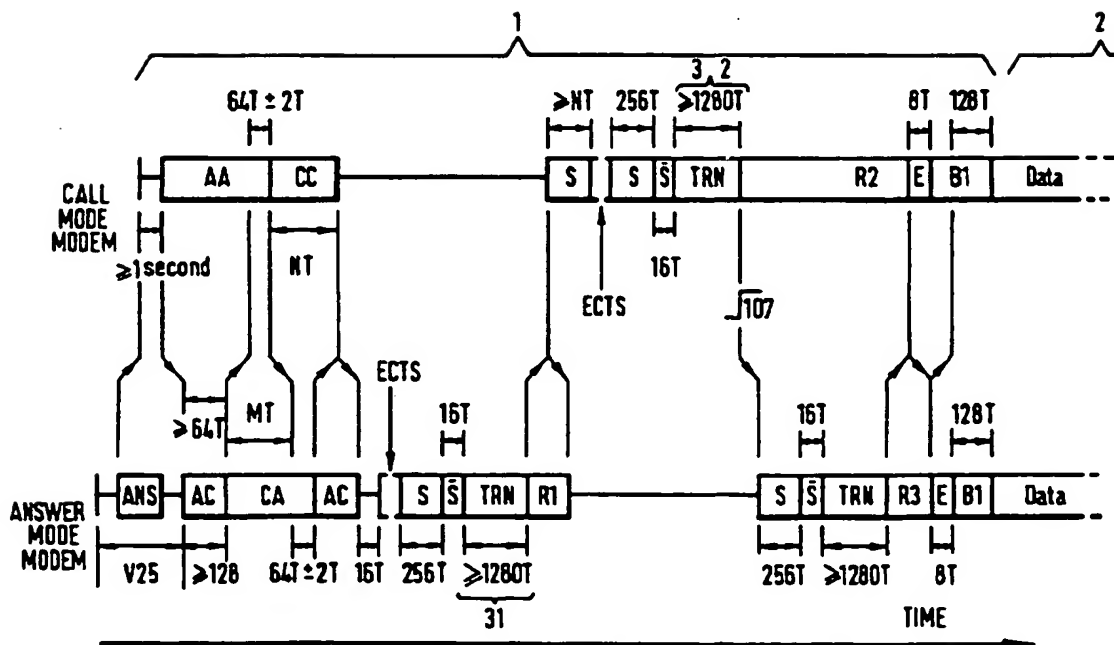 1 2
3 2
64T ± 2T ≥NT 256T ≥1280T 8T 128T
AA CC S S S̄ TRN R2 E B1 Data
CALL
MODE
MODEM
≥1 second NT 16T
ECTS 107
ECTS
≥64T MT 16T 16T 128T
ANS AC CA AC S S̄ TRN R1 S S̄ TRN R3 E B1 Data
ANSWER
MODE
MODEM
V25 ≥128 64T ±2T 16T 256T ≥1280T 256T ≥1280T 8T
31
TIME